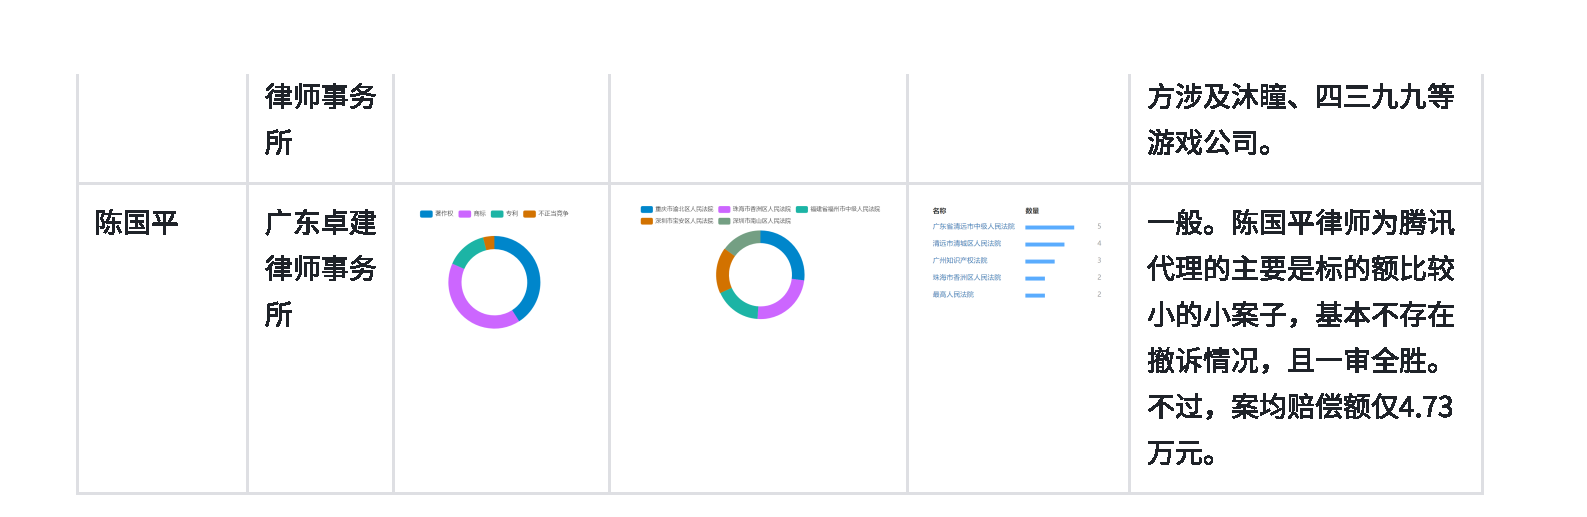 律师事务
所
方涉及沐瞳、四三九九等
游戏公司。
陈国平
广东卓建
律师事务
所
著作权 商标 专利 不正当竞争
重庆市渝北区人民法院 珠海市香洲区人民法院 福建省福州市中级人民法院
深圳市宝安区人民法院 深圳市南山区人民法院
名称 数量
广东省清远市中级人民法院 5
清远市清城区人民法院 4
广州知识产权法院 3
珠海市香洲区人民法院 2
最高人民法院 2
一般。陈国平律师为腾讯
代理的主要是标的额比较
小的小案子，基本不存在
撤诉情况，且一审全胜。
不过，案均赔偿额仅4.73
万元。